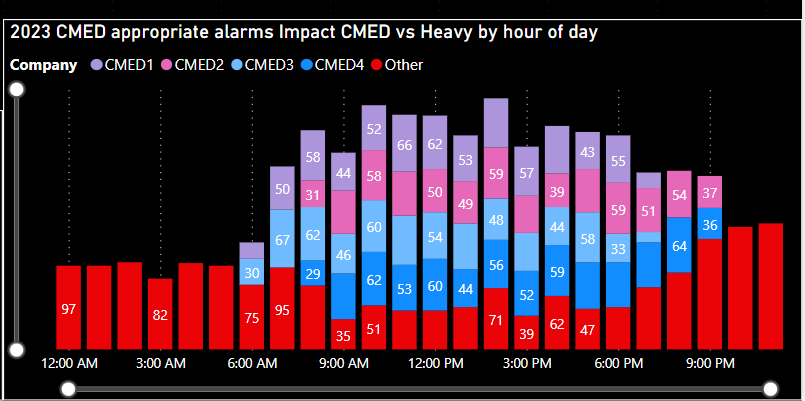 2023 CMED appropriate alarms Impact CMED vs Heavy by hour of day
Company CMED1 CMED2 CMED3 CMED4 Other
52
58 66 62 43
50 44 53 57 55
31 58 50 49 59 39 59 51 54 37
67 62 46 60 54 48 44 58 33 36
30 29 62 53 60 44 56 52 59 64
97 82 75 95 35 51 71 39 62 47
12:00 AM 3:00 AM 6:00 AM 9:00 AM 12:00 PM 3:00 PM 6:00 PM 9:00 PM